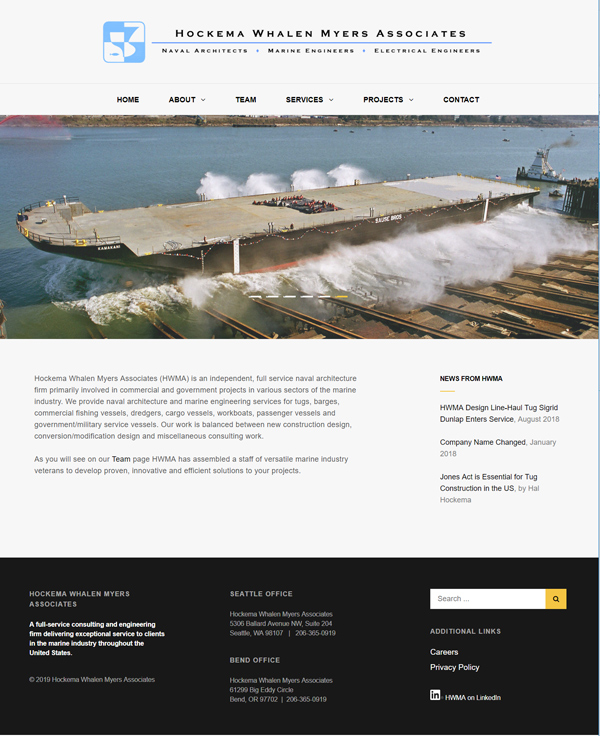 HOCKEMA WHALEN MYERS ASSOCIATES
NAVAL ARCHITECTS • MARINE ENGINEERS • ELECTRICAL ENGINEERS
HOME ABOUT TEAM SERVICES PROJECTS CONTACT
KAMAKANI
SAUSE BROS
Hockema Whalen Myers Associates (HWMA) is an independent, full service naval architecture
firm primarily involved in commercial and government projects in various sectors of the marine
industry. We provide naval architecture and marine engineering services for tugs, barges,
commercial fishing vessels, dredgers, cargo vessels, workboats, passenger vessels and
government/military service vessels. Our work is balanced between new construction design,
conversion/modification design and miscellaneous consulting work.
As you will see on our Team page HWMA has assembled a staff of versatile marine industry
veterans to develop proven, innovative and efficient solutions to your projects.
NEWS FROM HWMA
HWMA Design Line-Haul Tug Sigrid
Dunlap Enters Service, August 2018
Company Name Changed, January
2018
Jones Act is Essential for Tug
Construction in the US, by Hal
Hockema
HOCKEMA WHALEN MYERS
ASSOCIATES
A full-service consulting and engineering
firm delivering exceptional service to clients
in the marine industry throughout the
United States.
© 2019 Hockema Whalen Myers Associates
SEATTLE OFFICE
Hockema Whalen Myers Associates
5306 Ballard Avenue NW, Suite 204
Seattle, WA 98107 | 206-365-0919
BEND OFFICE
Hockema Whalen Myers Associates
61299 Big Eddy Circle
Bend, OR 97702 | 206-365-0919
Search ...
ADDITIONAL LINKS
Careers
Privacy Policy
in - HWMA on LinkedIn